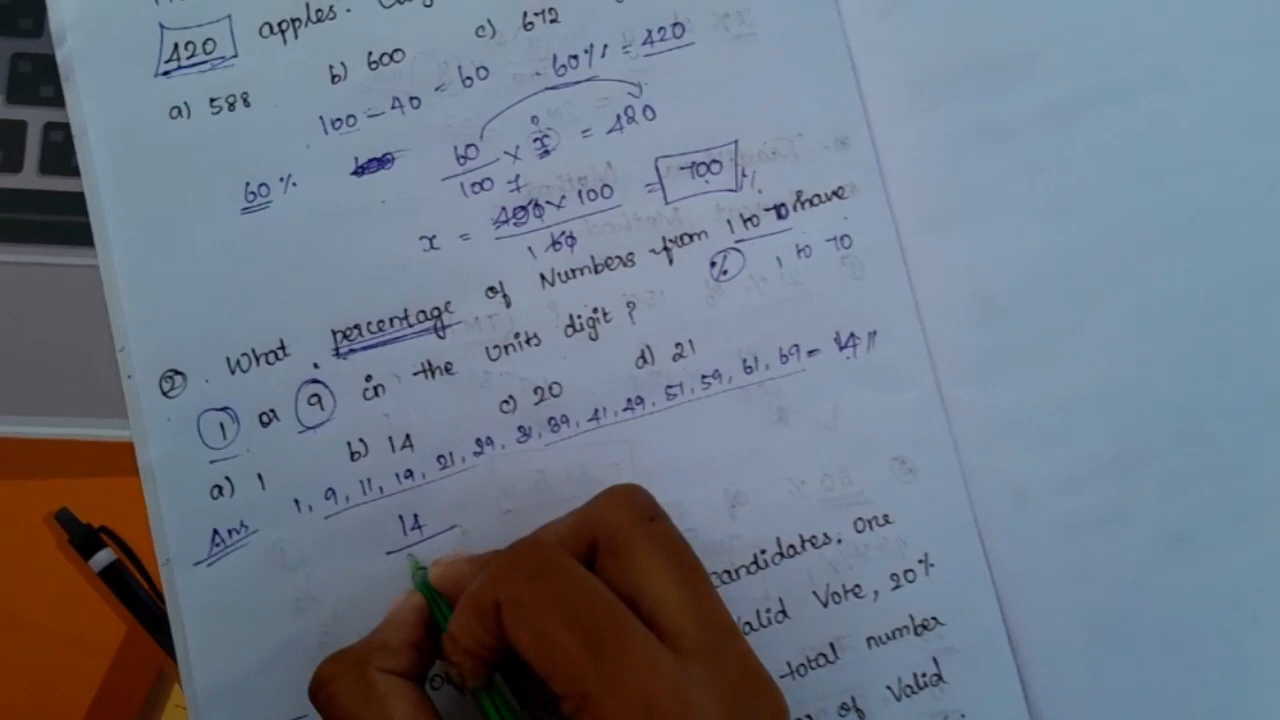 420 apples.
a) 588 b) 600 c) 672
100 - 40 = 60 . 60% = 420
60% 60/100 × x = 420
?
x = 420 × 100 / 60 = 700
7
1
② . What percentage of Numbers from 1 to 70 have
% 1 to 70
1 or 9 in the units digit ?
a) 1 b) 14 c) 20 d) 21
Ans 1, 9, 11, 19, 21, 29, 31, 39, 41, 49, 51, 59, 61, 69 = 14
14
candidates, One
Valid Vote, 20%
total number
of Valid